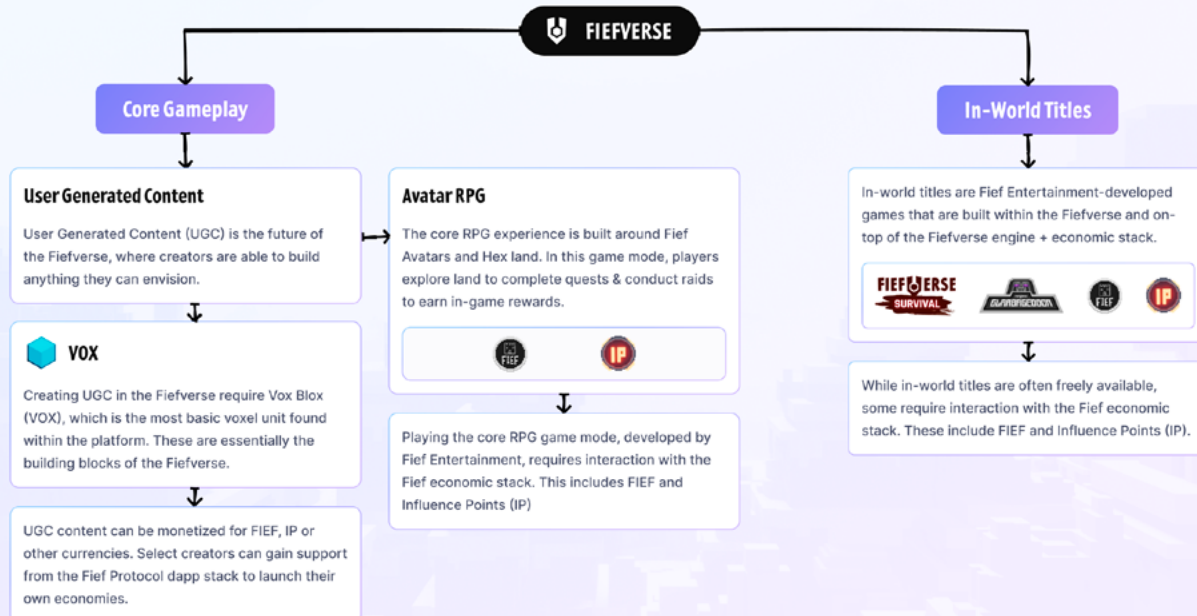 FIEFVERSE
Core Gameplay
User Generated Content
User Generated Content (UGC) is the future of
the Fiefverse, where creators are able to build
anything they can envision.
VOX
Creating UGC in the Fiefverse require Vox Blox
(VOX), which is the most basic voxel unit found
within the platform. These are essentially the
building blocks of the Fiefverse.
UGC content can be monetized for FIEF, IP or
other currencies. Select creators can gain support
from the Fief Protocol dapp stack to launch their
own economies.
Avatar RPG
The core RPG experience is built around Fief
Avatars and Hex land. In this game mode, players
explore land to complete quests & conduct raids
to earn in-game rewards.
FIEF
IP
Playing the core RPG game mode, developed by
Fief Entertainment, requires interaction with the
Fief economic stack. This includes FIEF and
Influence Points (IP)
In-World Titles
In-world titles are Fief Entertainment-developed
games that are built within the Fiefverse and on-
top of the Fiefverse engine + economic stack.
FIEFVERSE
SURVIVAL
FIEF
IP
While in-world titles are often freely available,
some require interaction with the Fief economic
stack. These include FIEF and Influence Points (IP).